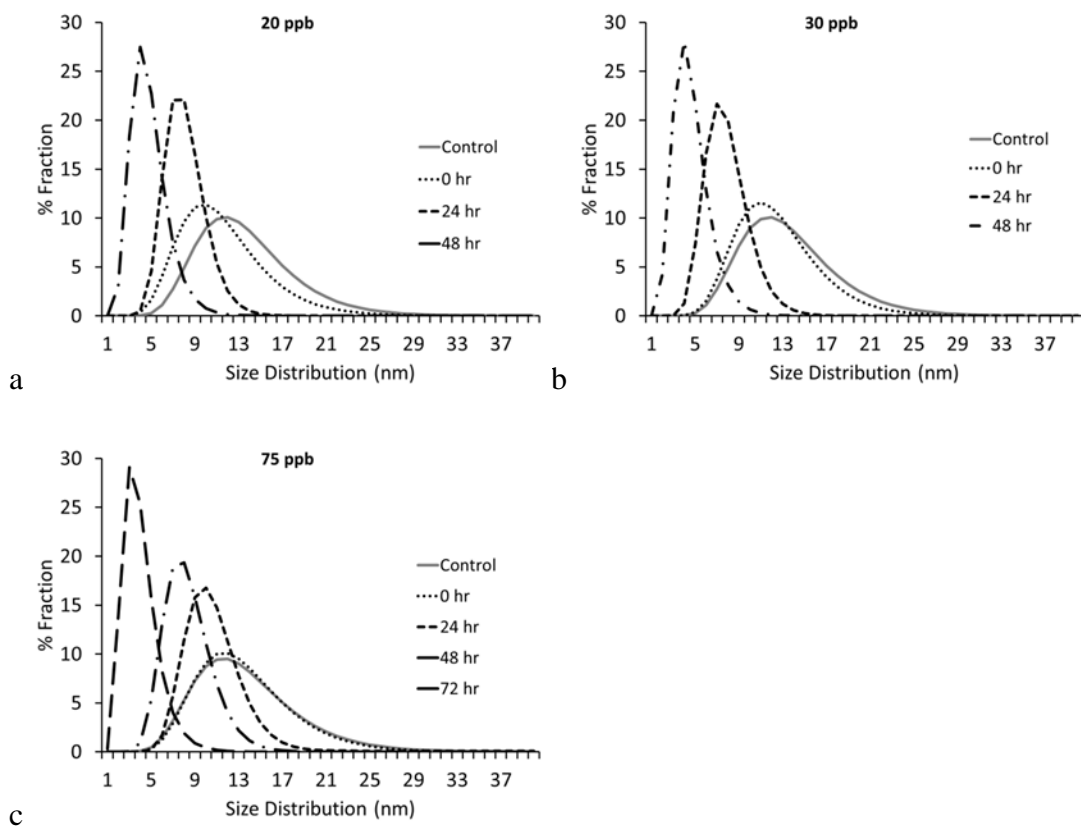 20 ppb
30
25
20
15
10
5
0
% Fraction
Control
0 hr
24 hr
48 hr
1 5 9 13 17 21 25 29 33 37
Size Distribution (nm)
a
30 ppb
30
25
20
15
10
5
0
% Fraction
Control
0 hr
24 hr
48 hr
1 5 9 13 17 21 25 29 33 37
Size Distribution (nm)
b
75 ppb
30
25
20
15
10
5
0
% Fraction
Control
0 hr
24 hr
48 hr
72 hr
1 5 9 13 17 21 25 29 33 37
Size Distribution (nm)
c